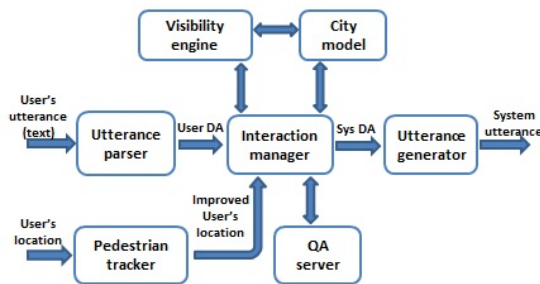 Visibility
engine
City
model
User's
utterance
(text)
Utterance
parser
User DA
Interaction
manager
Sys DA
Utterance
generator
System
utterance
User's
location
Pedestrian
tracker
Improved
User's
location
QA
server